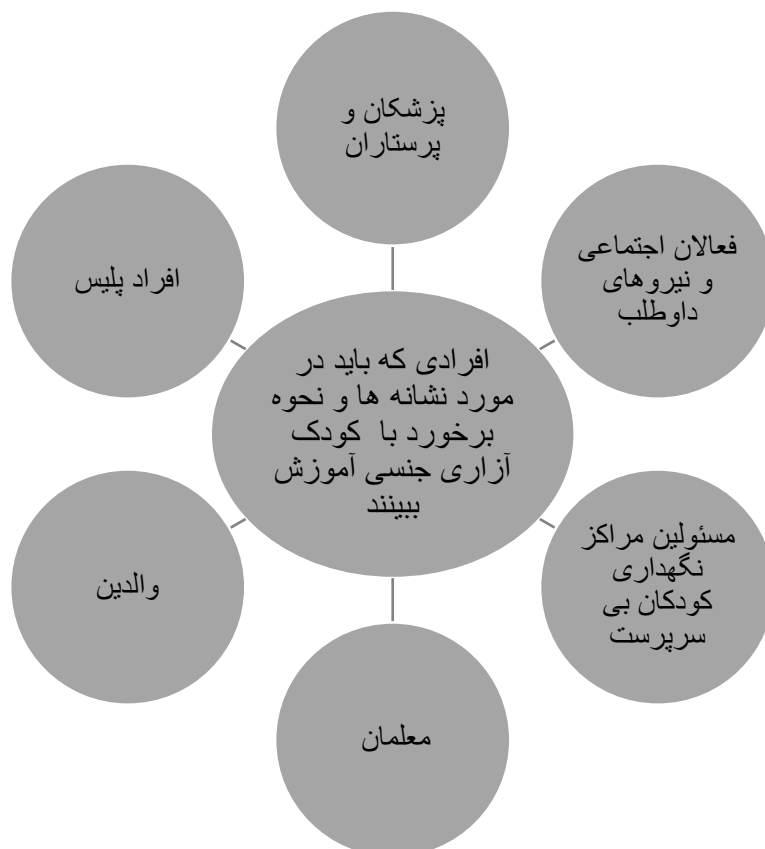 پزشکان و
پرستاران
فعالان اجتماعی
و نیروهای
داوطلب
افراد پلیس
افرادی که باید در
مورد نشانه ها و نحوه
برخورد با کودک
آزاری جنسی آموزش
ببینند
مسئولین مراکز
نگهداری
کودکان بی
سرپرست
والدین
معلمان